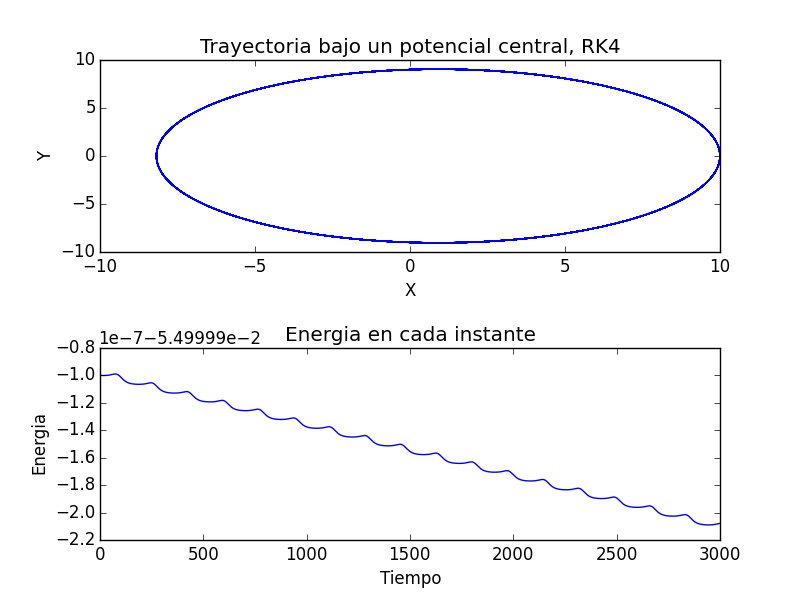 Trayectoria bajo un potencial central, RK4
10
5
0
−5
−10
Y
−10 −5 0 5 10
X
1e−7−5.49999e−2 Energia en cada instante
−0.8
−1.0
−1.2
−1.4
−1.6
−1.8
−2.0
−2.2
Energia
0 500 1000 1500 2000 2500 3000
Tiempo